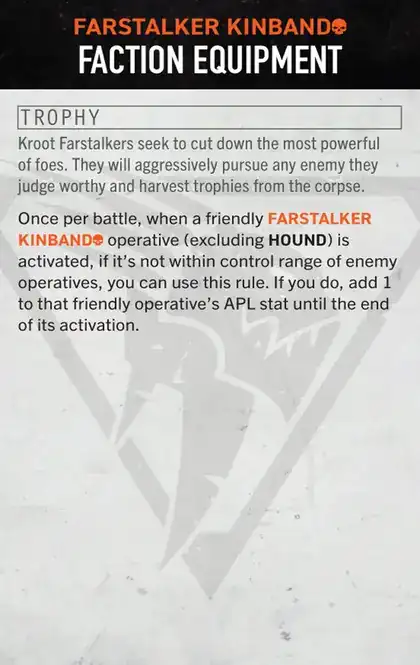 FARSTALKER KINBAND
FACTION EQUIPMENT
TROPHY
Kroot Farstalkers seek to cut down the most powerful
of foes. They will aggressively pursue any enemy they
judge worthy and harvest trophies from the corpse.
Once per battle, when a friendly FARSTALKER
KINBAND operative (excluding HOUND) is
activated, if it’s not within control range of enemy
operatives, you can use this rule. If you do, add 1
to that friendly operative’s APL stat until the end
of its activation.